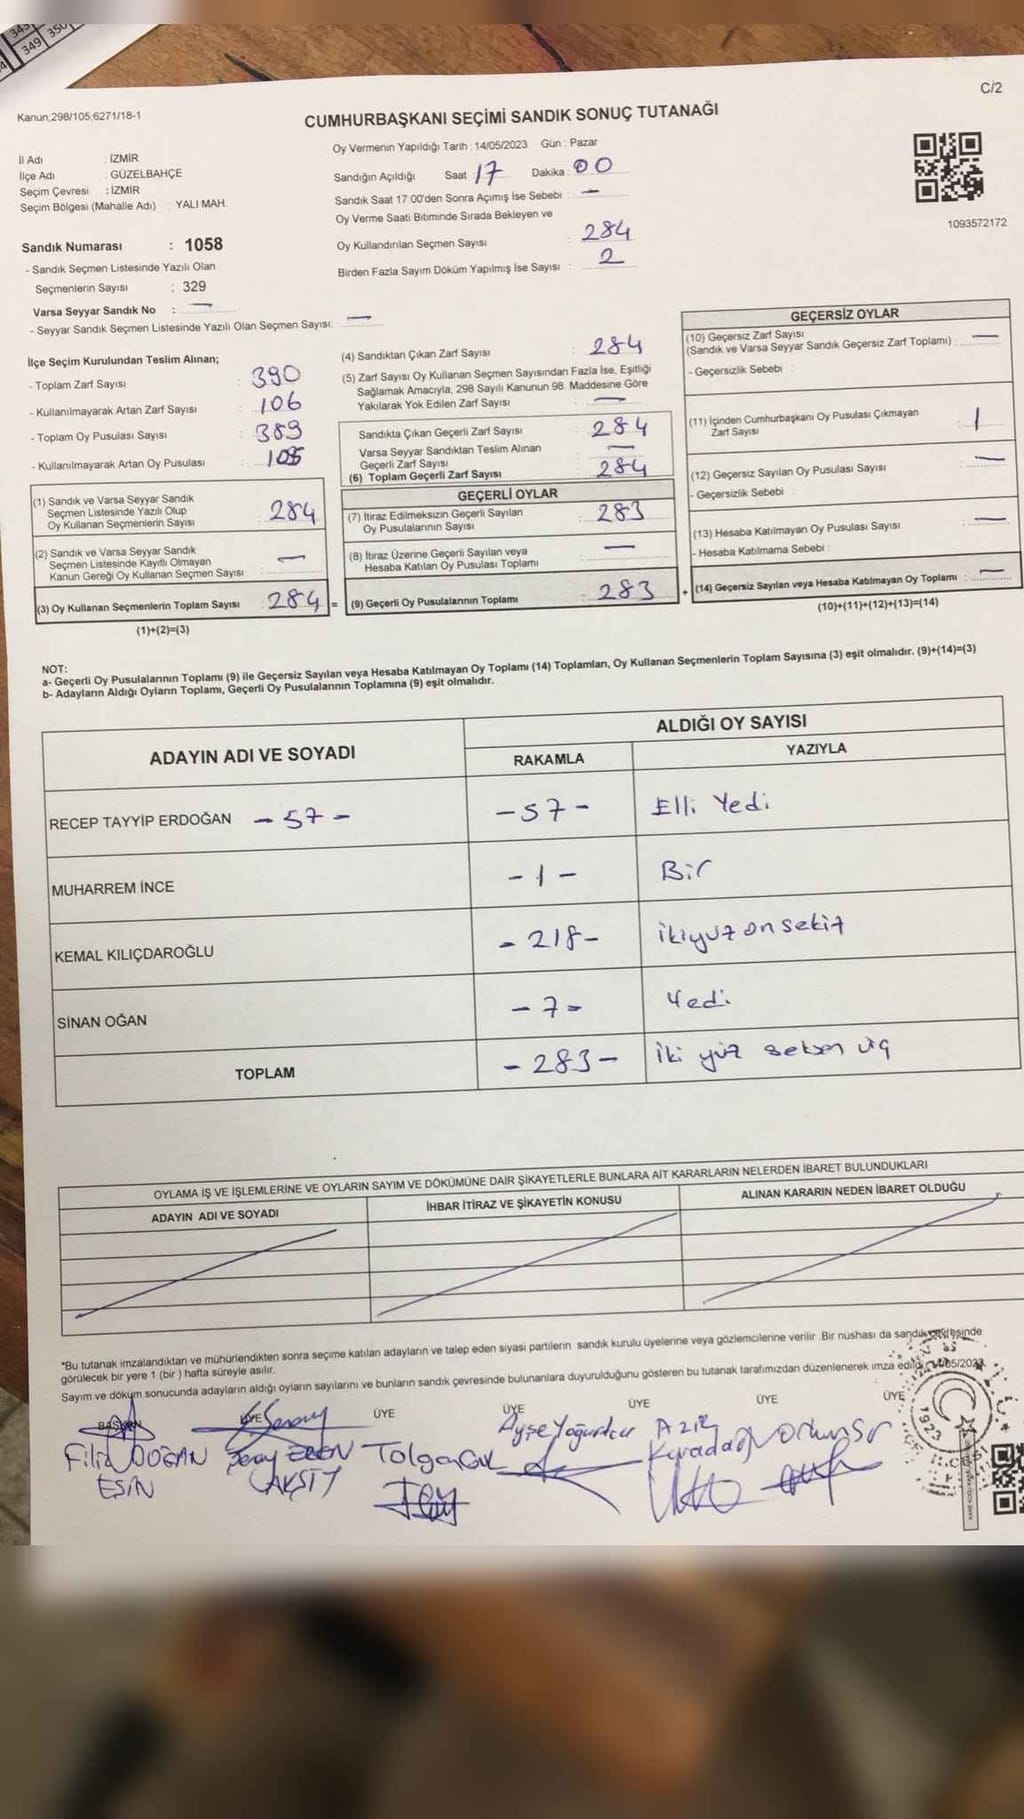 349 350
C/2
Kanun;298/105;6271/18-1
CUMHURBAŞKANI SEÇİMİ SANDIK SONUÇ TUTANAĞI
İl Adı : İZMİR
İlçe Adı : GÜZELBAHÇE
Seçim Çevresi : İZMİR
Seçim Bölgesi (Mahalle Adı) YALI MAH.
Oy Vermenin Yapıldığı Tarih : 14/05/2023 Gün : Pazar
Sandığın Açıldığı Saat 17 Dakika : 00
Sandık Saat 17.00'den Sonra Açımış İse Sebebi : —
Oy Verme Saati Bitiminde Sırada Bekleyen ve
Oy Kullandırılan Seçmen Sayısı : 284
Birden Fazla Sayım Döküm Yapılmış İse Sayısı : 2
1093572172
Sandık Numarası : 1058
- Sandık Seçmen Listesinde Yazılı Olan
Seçmenlerin Sayısı : 329
Varsa Seyyar Sandık No : —
- Seyyar Sandık Seçmen Listesinde Yazılı Olan Seçmen Sayısı: —
İlçe Seçim Kurulundan Teslim Alınan;
- Toplam Zarf Sayısı : 390
- Kullanılmayarak Artan Zarf Sayısı : 106
- Toplam Oy Pusulası Sayısı : 389
- Kullanılmayarak Artan Oy Pusulası :
(1) Sandık ve Varsa Seyyar Sandık
Seçmen Listesinde Yazılı Olup
Oy Kullanan Seçmenlerin Sayısı : 284
(2) Sandık ve Varsa Seyyar Sandık
Seçmen Listesinde Kayıtlı Olmayan
Kanun Gereği Oy Kullanan Seçmen Sayısı : —
(3) Oy Kullanan Seçmenlerin Toplam Sayısı : 284 =
(1)+(2)=(3)
(4) Sandıktan Çıkan Zarf Sayısı : 284
(5) Zarf Sayısı Oy Kullanan Seçmen Sayısından Fazla İse, Eşitliği
Sağlamak Amacıyla, 298 Sayılı Kanunun 98. Maddesine Göre
Yakılarak Yok Edilen Zarf Sayısı : —
Sandıkta Çıkan Geçerli Zarf Sayısı : 284
Varsa Seyyar Sandıktan Teslim Alınan
Geçerli Zarf Sayısı : —
(6) Toplam Geçerli Zarf Sayısı : 284
GEÇERLİ OYLAR
(7) İtiraz Edilmeksizin Geçerli Sayılan
Oy Pusulalarının Sayısı : 283
(8) İtiraz Üzerine Geçerli Sayılan veya
Hesaba Katılan Oy Pusulası Toplamı : —
(9) Geçerli Oy Pusulalarının Toplamı : 283 +
GEÇERSİZ OYLAR
(10) Geçersiz Zarf Sayısı
(Sandık ve Varsa Seyyar Sandık Geçersiz Zarf Toplamı) : —
- Geçersizlik Sebebi :
(11) İçinden Cumhurbaşkanı Oy Pusulası Çıkmayan
Zarf Sayısı : 1
(12) Geçersiz Sayılan Oy Pusulası Sayısı : —
- Geçersizlik Sebebi :
(13) Hesaba Katılmayan Oy Pusulası Sayısı : —
- Hesaba Katılmama Sebebi :
(14) Geçersiz Sayılan veya Hesaba Katılmayan Oy Toplamı : —
(10)+(11)+(12)+(13)=(14)
NOT:
a- Geçerli Oy Pusulalarının Toplamı (9) ile Geçersiz Sayılan veya Hesaba Katılmayan Oy Toplamı (14) Toplamları, Oy Kullanan Seçmenlerin Toplam Sayısına (3) eşit olmalıdır. (9)+(14)=(3)
b- Adayların Aldığı Oyların Toplamı, Geçerli Oy Pusulalarının Toplamına (9) eşit olmalıdır.
ADAYIN ADI VE SOYADI
ALDIĞI OY SAYISI
RAKAMLA YAZIYLA
RECEP TAYYİP ERDOĞAN - 57 - - 57 - Elli Yedi
MUHARREM İNCE - 1 - Bir
KEMAL KILIÇDAROĞLU - 218 - ikiyüz on sekiz
SİNAN OĞAN - 7 - Yedi
TOPLAM - 283 - iki yüz seksen üç
OYLAMA İŞ VE İŞLEMLERİNE VE OYLARIN SAYIM VE DÖKÜMÜNE DAİR ŞİKAYETLERLE BUNLARA AİT KARARLARIN NELERDEN İBARET BULUNDUKLARI
ADAYIN ADI VE SOYADI İHBAR İTİRAZ VE ŞİKAYETİN KONUSU ALINAN KARARIN NEDEN İBARET OLDUĞU
*Bu tutanak imzalandıktan ve mühürlendikten sonra seçime katılan adayların ve talep eden siyasi partilerin sandık kurulu üyelerine veya gözlemcilerine verilir .Bir nüshası da sandık çevresinde
görülecek bir yere 1 (bir ) hafta süreyle asılır.
Sayım ve döküm sonucunda adayların aldığı oyların sayılarını ve bunların sandık çevresinde bulunanlara duyurulduğunu gösteren bu tutanak tarafımızdan düzenlenerek imza edildi. 14/05/2023
BAŞKAN ÜYE ÜYE ÜYE ÜYE ÜYE ÜYE
Filiz DOĞAN Tolga Ayşe Yoğurtcu Aziz
ESİN AKŞİT Karadağ
1923